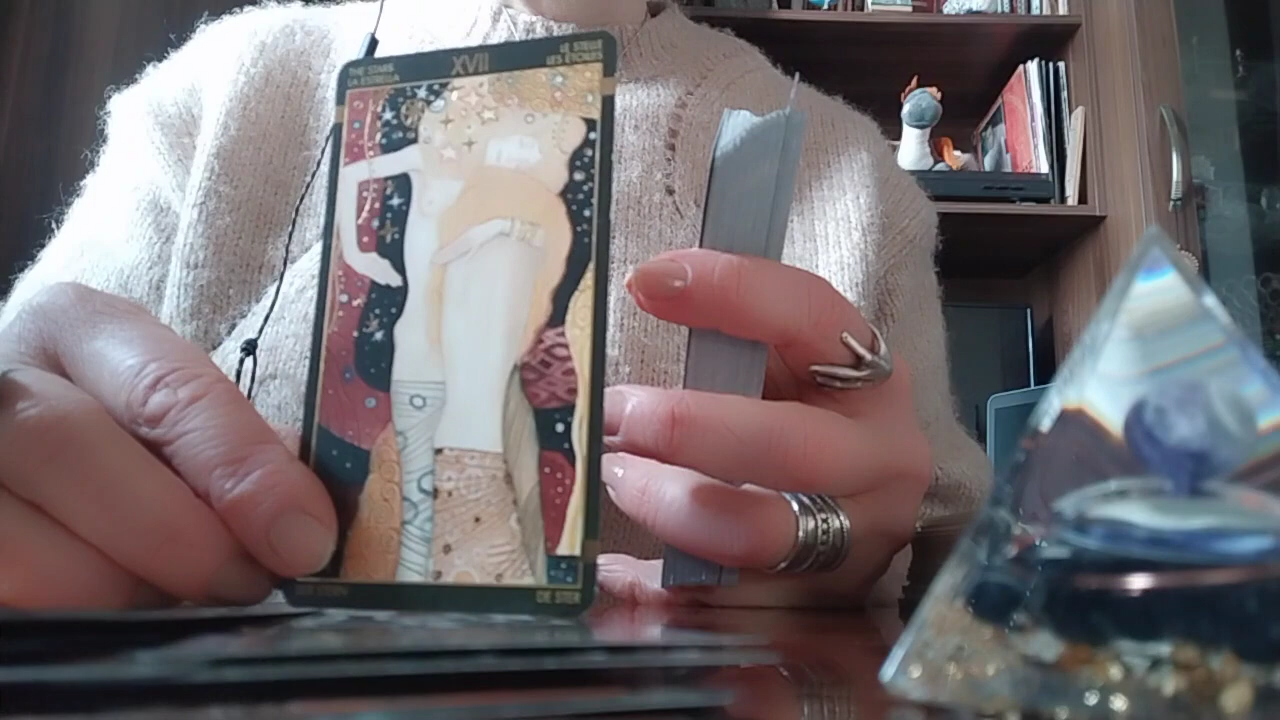 THE STARS
LA ESTRELLA
XVII
LE STELLE
LES ÉTOILES
DER STERN
DE STER